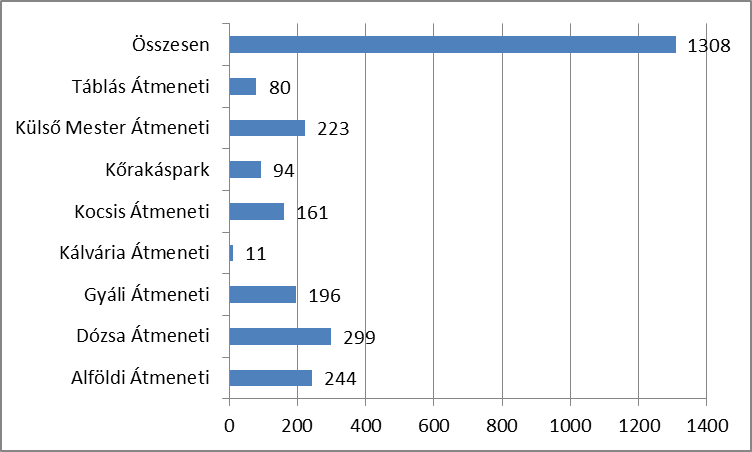 Összesen 1308
Táblás Átmeneti 80
Külső Mester Átmeneti 223
Kőrakáspark 94
Kocsis Átmeneti 161
Kálvária Átmeneti 11
Gyáli Átmeneti 196
Dózsa Átmeneti 299
Alföldi Átmeneti 244
0 200 400 600 800 1000 1200 1400